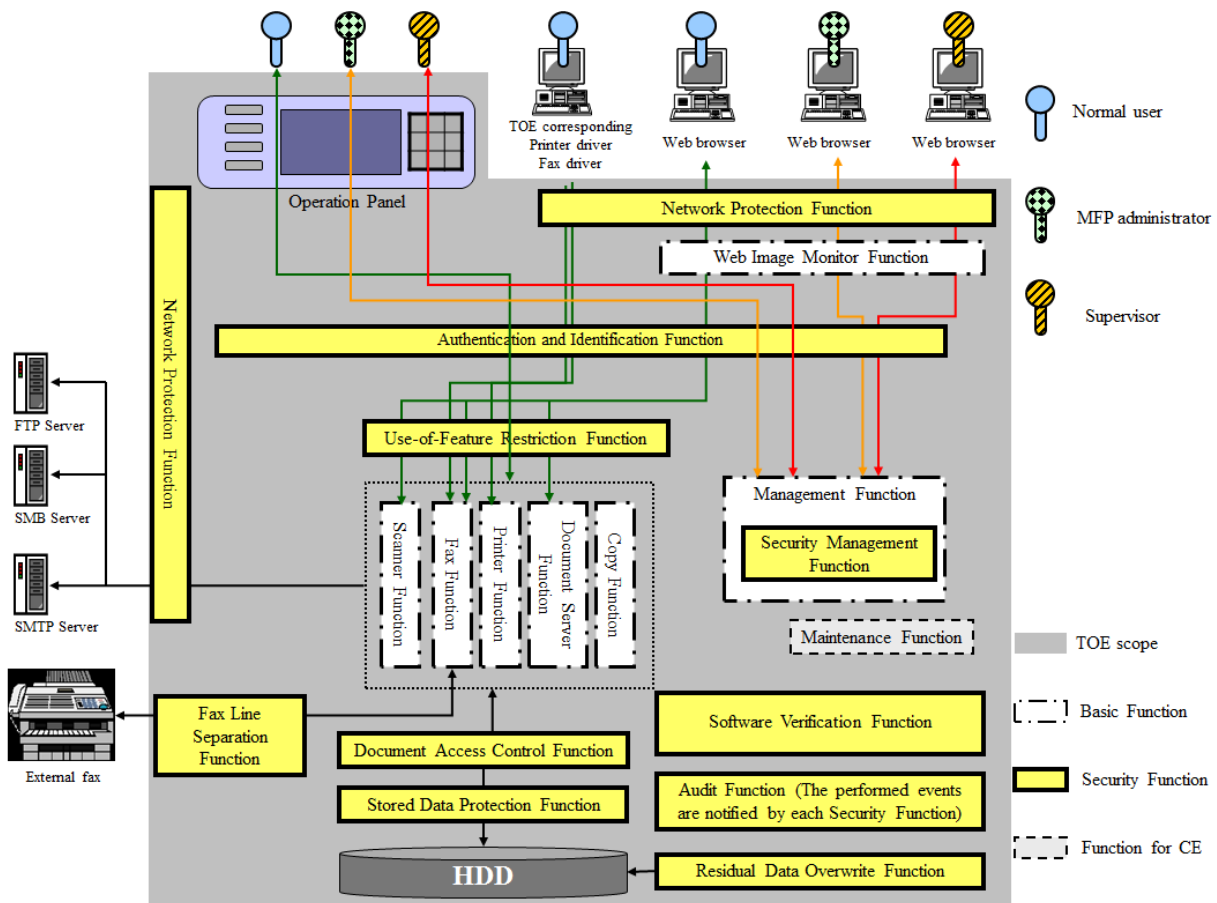 TOE corresponding
Printer driver
Fax driver
Web browser
Web browser
Web browser
Normal user
MFP administrator
Supervisor
Operation Panel
Network Protection Function
Web Image Monitor Function
Network Protection Function
Authentication and Identification Function
FTP Server
SMB Server
SMTP Server
Use-of-Feature Restriction Function
Scanner Function
Fax Function
Printer Function
Document Server
Function
Copy Function
Management Function
Security Management
Function
Maintenance Function
TOE scope
Basic Function
Security Function
Function for CE
External fax
Fax Line
Separation
Function
Document Access Control Function
Stored Data Protection Function
HDD
Software Verification Function
Audit Function (The performed events
are notified by each Security Function)
Residual Data Overwrite Function